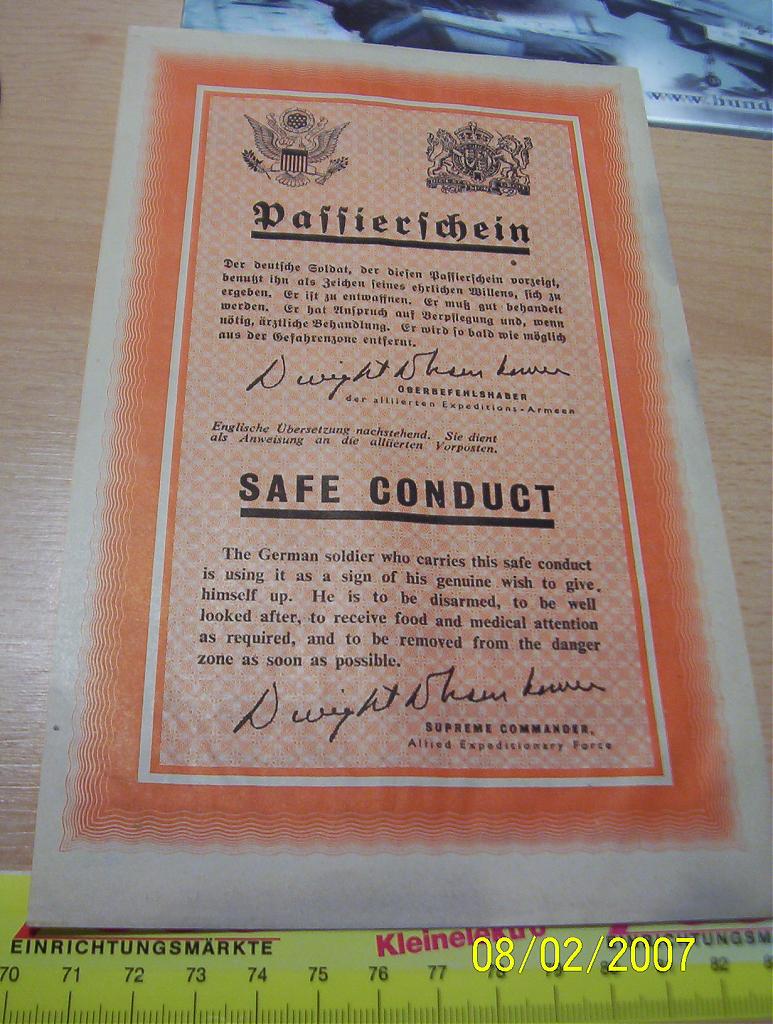 www.bund
Passierschein
Der deutsche Soldat, der diesen Passierschein vorzeigt,
benutzt ihn als Zeichen seines ehrlichen Willens, sich zu
ergeben. Er ist zu entwaffnen. Er muß gut behandelt
werden. Er hat Anspruch auf Verpflegung und, wenn
nötig, ärztliche Behandlung. Er wird so bald wie möglich
aus der Gefahrenzone entfernt.
Dwight D Eisenhower
OBERBEFEHLSHABER
der alliierten Expeditions-Armeen
Englische Übersetzung nachstehend. Sie dient
als Anweisung an die alliierten Vorposten.
SAFE CONDUCT
The German soldier who carries this safe conduct
is using it as a sign of his genuine wish to give
himself up. He is to be disarmed, to be well
looked after, to receive food and medical attention
as required, and to be removed from the danger
zone as soon as possible.
Dwight D Eisenhower
SUPREME COMMANDER,
Allied Expeditionary Force
EINRICHTUNGSMÄRKTE Kleinelektro EINRICHTUNGSM
70 71 72 73 74 75 76 77 82
08/02/2007